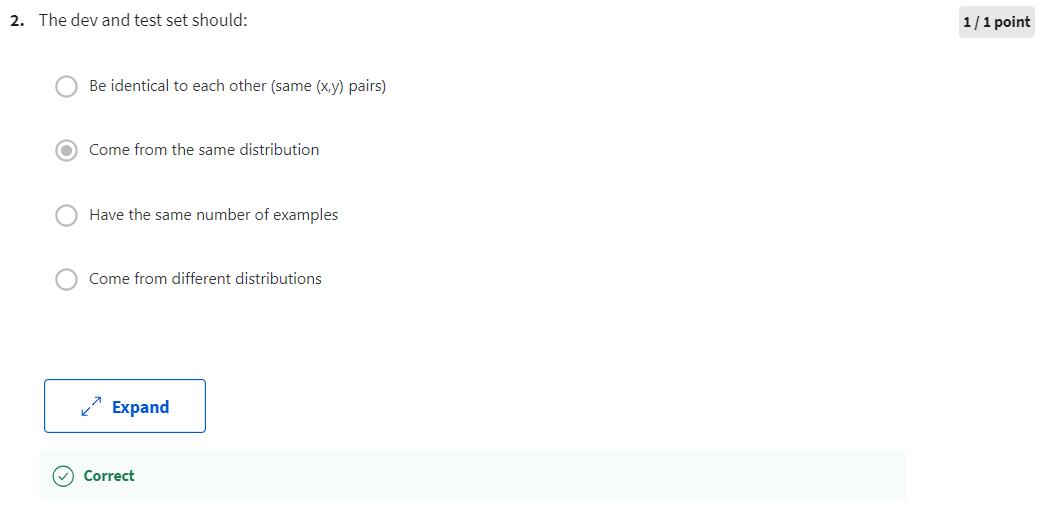 2. The dev and test set should:
1 / 1 point
Be identical to each other (same (x,y) pairs)
Come from the same distribution
Have the same number of examples
Come from different distributions
Expand
Correct